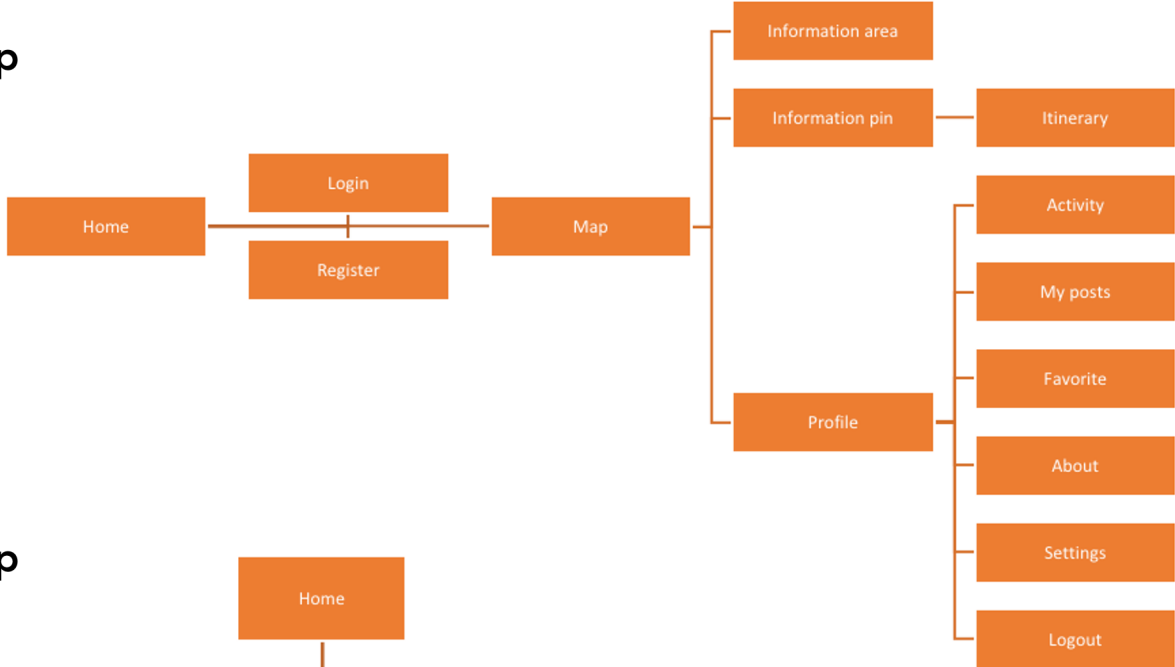 p
Home
Login
Register
Map
Information area
Information pin
Itinerary
Profile
Activity
My posts
Favorite
About
Settings
Logout
p
Home